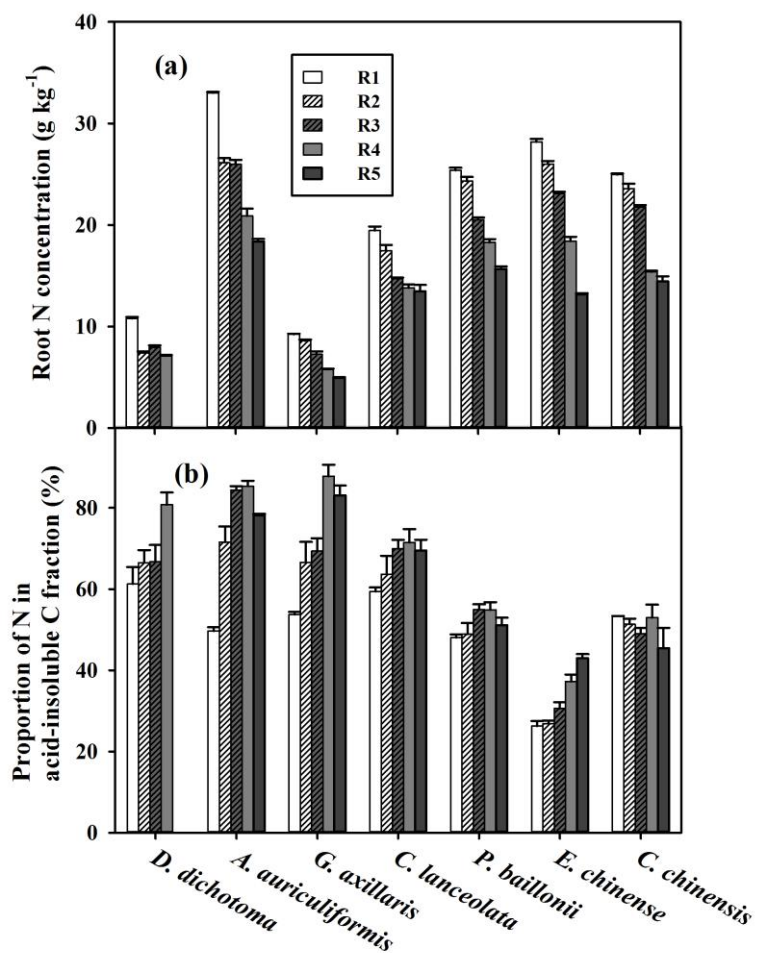 (a)
R1
R2
R3
R4
R5
Root N concentration (g kg⁻¹)
40
30
20
10
0
(b)
Proportion of N in
acid-insoluble C fraction (%)
80
60
40
20
0
D. dichotoma
A. auriculiformis
G. axillaris
C. lanceolata
P. baillonii
E. chinense
C. chinensis